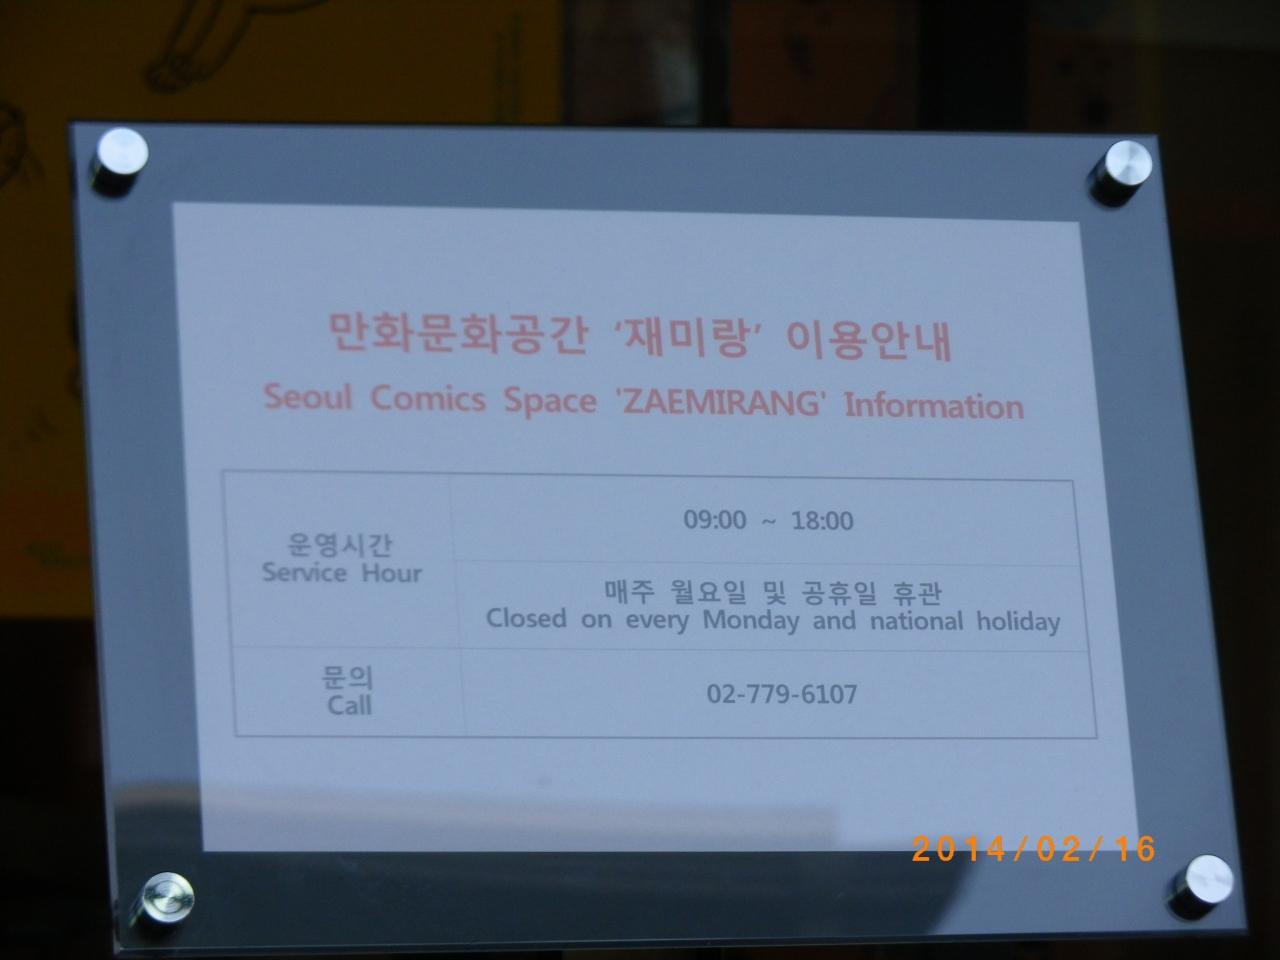 만화문화공간 ‘재미랑’ 이용안내
Seoul Comics Space 'ZAEMIRANG' Information
운영시간
Service Hour
09:00 ~ 18:00
매주 월요일 및 공휴일 휴관
Closed on every Monday and national holiday
문의
Call
02-779-6107
2014/02/16